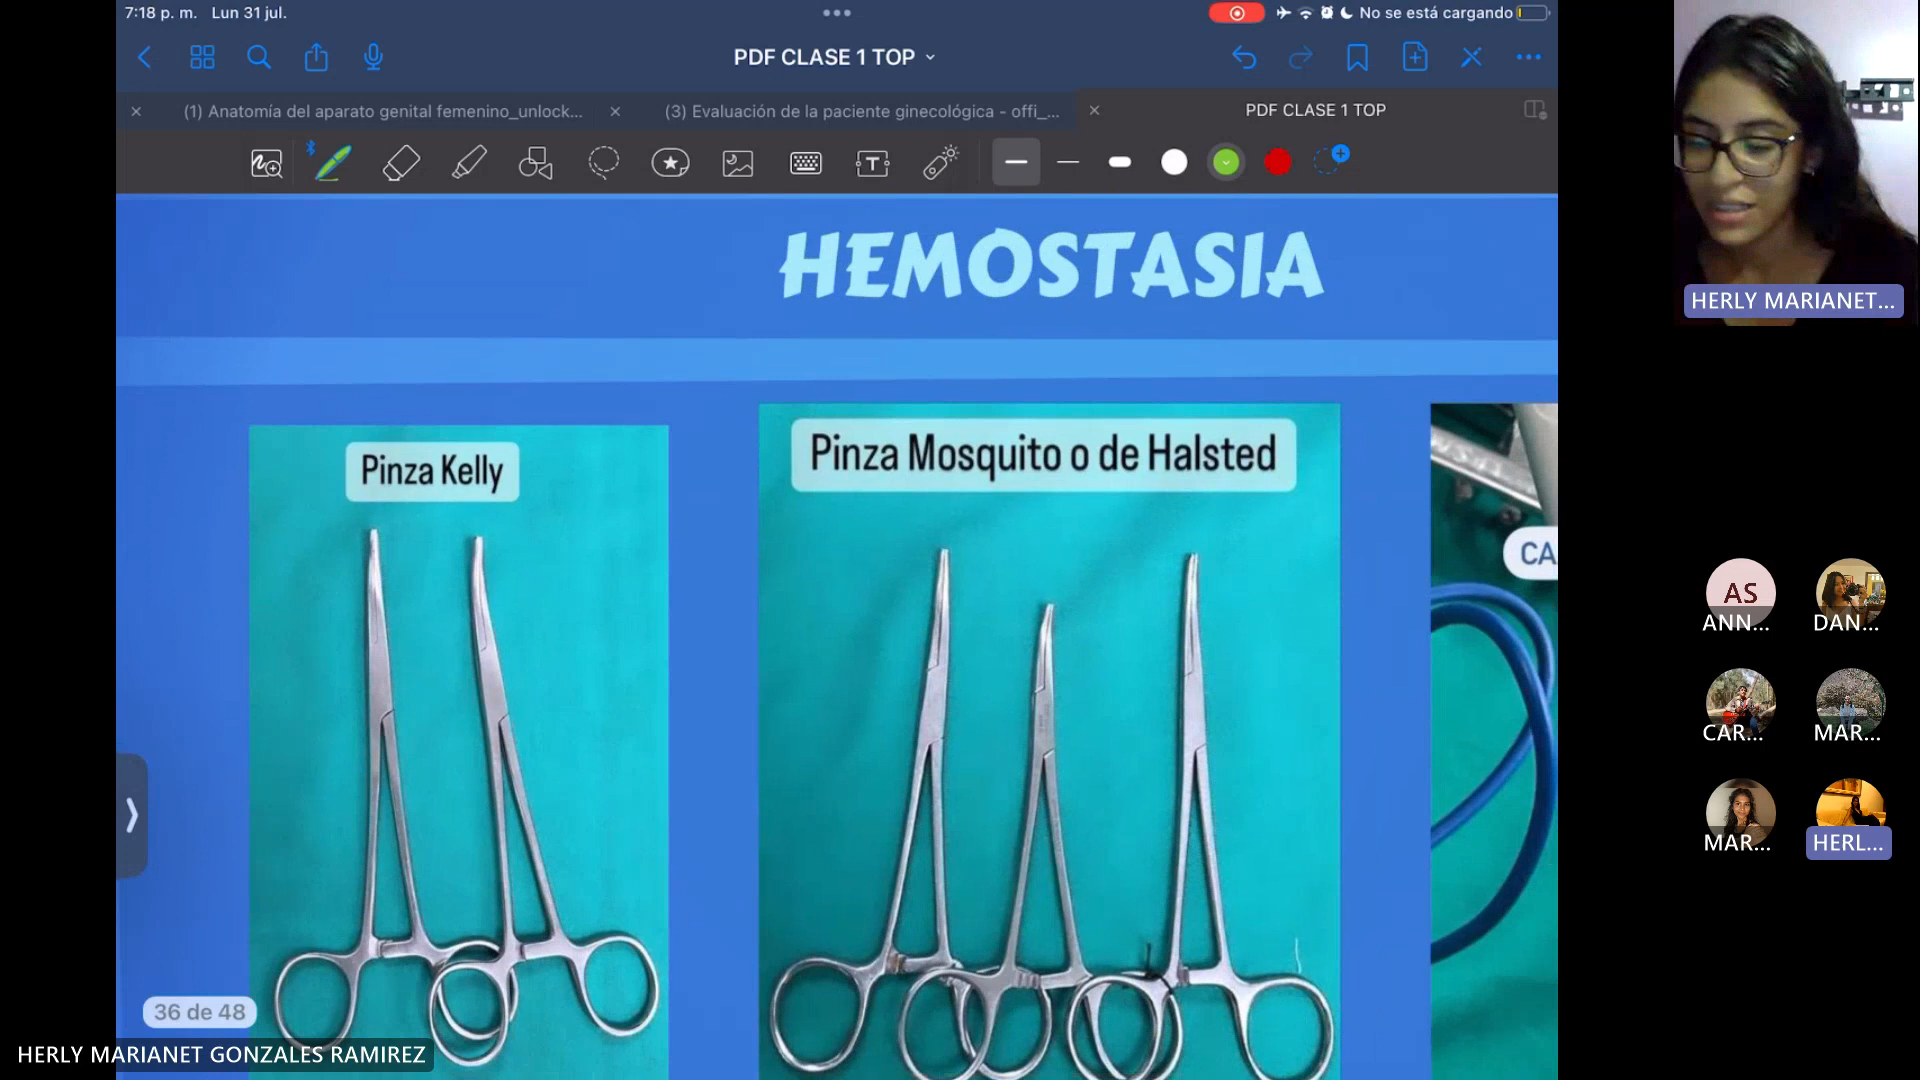 7:18 p. m. Lun 31 jul.
No se está cargando
PDF CLASE 1 TOP
(1) Anatomía del aparato genital femenino_unlock...
(3) Evaluación de la paciente ginecológica - offi_...
PDF CLASE 1 TOP
HEMOSTASIA
Pinza Kelly
Pinza Mosquito o de Halsted
CA
36 de 48
HERLY MARIANET GONZALES RAMIREZ
HERLY MARIANET...
AS
ANN...
DAN...
CAR...
MAR...
MAR...
HERL...